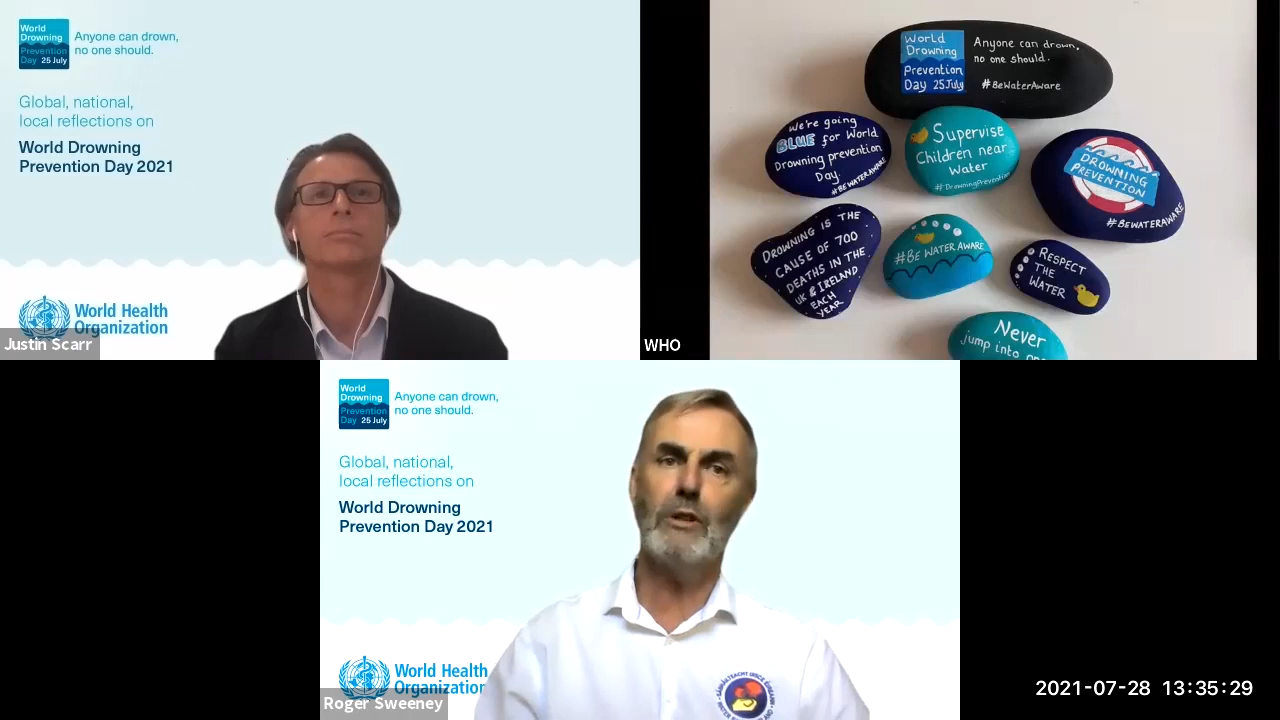 World
Drowning
Prevention
Day 25 July
Anyone can drown,
no one should.
Global, national,
local reflections on
World Drowning
Prevention Day 2021
World Health
Organization
Justin Scarr
World
Drowning
Prevention
Day 25 July
Anyone can drown,
no one should.
#BeWaterAware
We're going
BLUE for World
Drowning prevention
Day.
#BEWATERAWARE
Supervise
Children near
Water
#DrowningPrevention
DROWNING
PREVENTION
#BEWATERAWARE
DROWNING IS THE
CAUSE OF 700
DEATHS IN THE
UK & IRELAND
EACH
YEAR
#BE WATER AWARE
RESPECT
THE
WATER
Never
jump into
WHO
World
Drowning
Prevention
Day 25 July
Anyone can drown,
no one should.
Global, national,
local reflections on
World Drowning
Prevention Day 2021
World Health
Organization
Roger Sweeney
2021-07-28 13:35:29